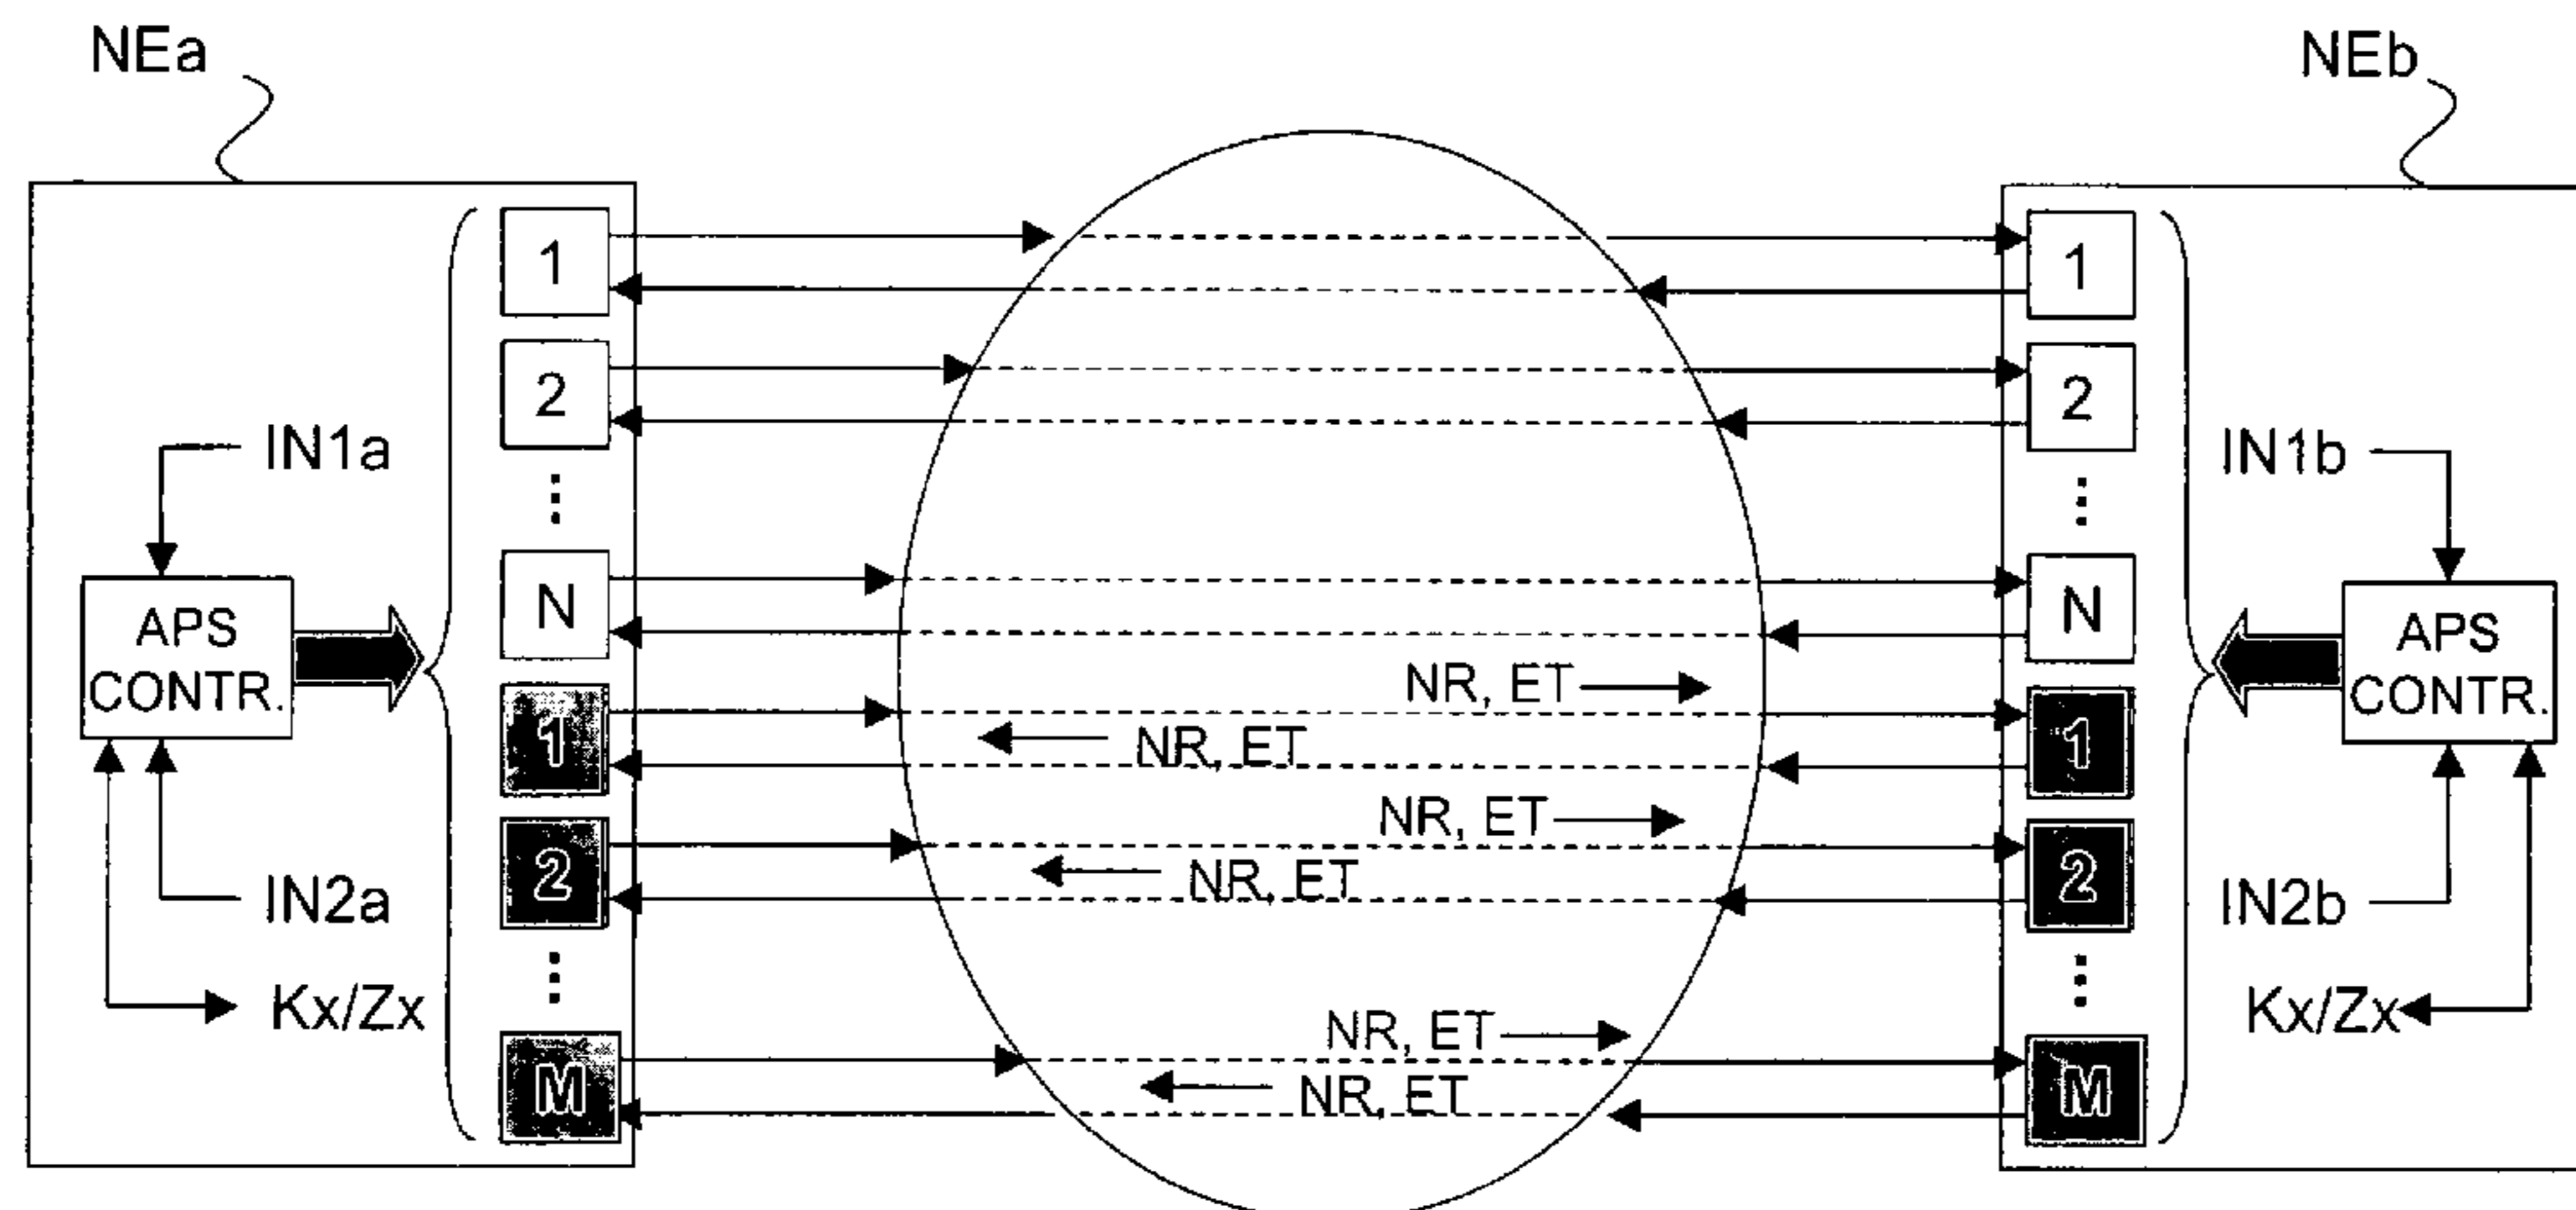 NEa
NEb
1
1
2
2
IN1a
IN1b
⋮
⋮
N
N
APS
CONTR.
APS
CONTR.
NR, ET
1
NR, ET
1
NR, ET
2
NR, ET
2
IN2a
IN2b
⋮
⋮
Kx/Zx
Kx/Zx
NR, ET
M
NR, ET
M